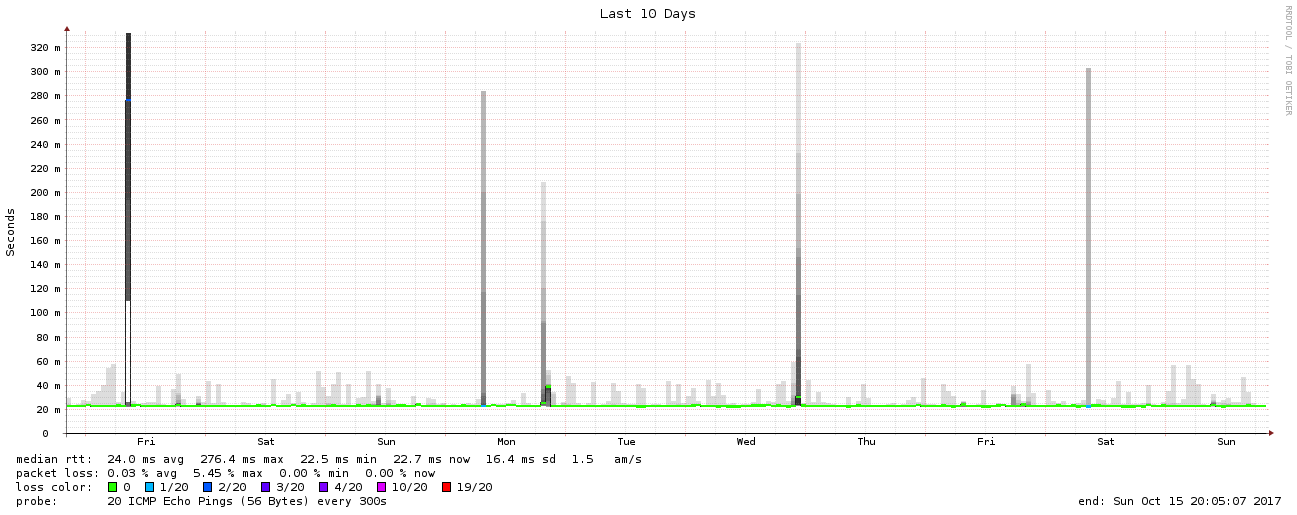 Last 10 Days
RRDTOOL / TOBI OETIKER
Seconds
320 m
300 m
280 m
260 m
240 m
220 m
200 m
180 m
160 m
140 m
120 m
100 m
80 m
60 m
40 m
20 m
0
Fri Sat Sun Mon Tue Wed Thu Fri Sat Sun
median rtt: 24.0 ms avg 276.4 ms max 22.5 ms min 22.7 ms now 16.4 ms sd 1.5 am/s
packet loss: 0.03 % avg 5.45 % max 0.00 % min 0.00 % now
loss color: 0 1/20 2/20 3/20 4/20 10/20 19/20
probe: 20 ICMP Echo Pings (56 Bytes) every 300s end: Sun Oct 15 20:05:07 2017